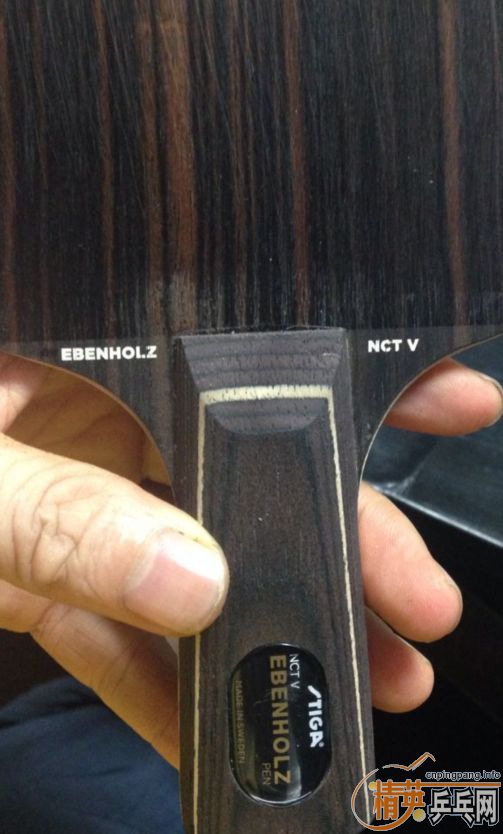 EBENHOLZ
NCT V
STIGA®
NCT V
EBENHOLZ
PEN
MADE IN SWEDEN
cnpingpang.info
精英乒乓网